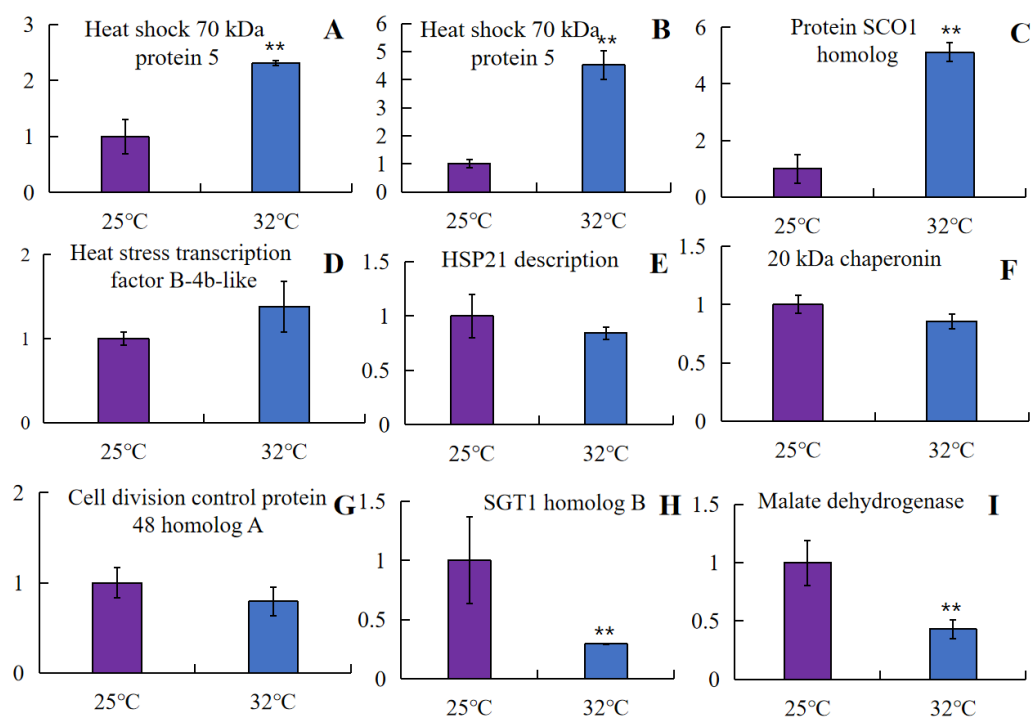 Heat shock 70 kDa
protein 5
A
**
3
2
1
0
25°C 32°C
Heat shock 70 kDa
protein 5
B
**
6
5
4
3
2
1
0
25°C 32°C
Protein SCO1
homolog
C
**
6
4
2
0
25°C 32°C
Heat stress transcription
factor B-4b-like
D
2
1
0
25°C 32°C
HSP21 description
E
1.5
1
0.5
0
25°C 32°C
20 kDa chaperonin
F
1.5
1
0.5
0
25°C 32°C
Cell division control protein
48 homolog A
G
2
1
0
25°C 32°C
SGT1 homolog B
H
**
1.5
1
0.5
0
25°C 32°C
Malate dehydrogenase
I
**
1.5
1
0.5
0
25°C 32°C